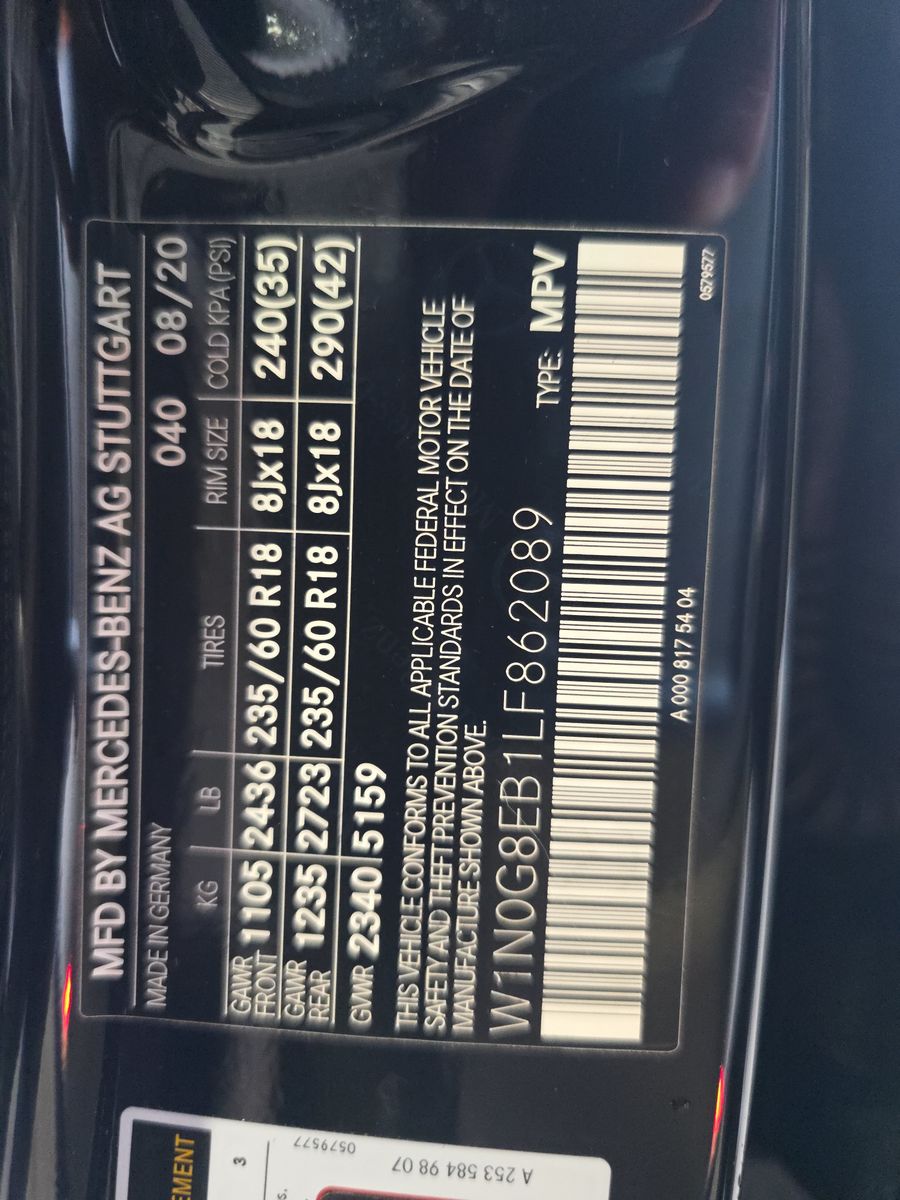 MFD BY MERCEDES-BENZ AG STUTTGART
MADE IN GERMANY 040 08/20
KG LB TIRES RIM SIZE COLD KPA(PSI)
GAWR FRONT 1105 2436 235/60 R18 8Jx18 240(35)
GAWR REAR 1235 2723 235/60 R18 8Jx18 290(42)
GVWR 2340 5159
THIS VEHICLE CONFORMS TO ALL APPLICABLE FEDERAL MOTOR VEHICLE
SAFETY AND THEFT PREVENTION STANDARDS IN EFFECT ON THE DATE OF
MANUFACTURE SHOWN ABOVE.
W1N0G8EB1LF862089 TYPE: MPV
A 000 817 54 04 0579577
EMENT
3
s.
0579577
A 253 584 98 07